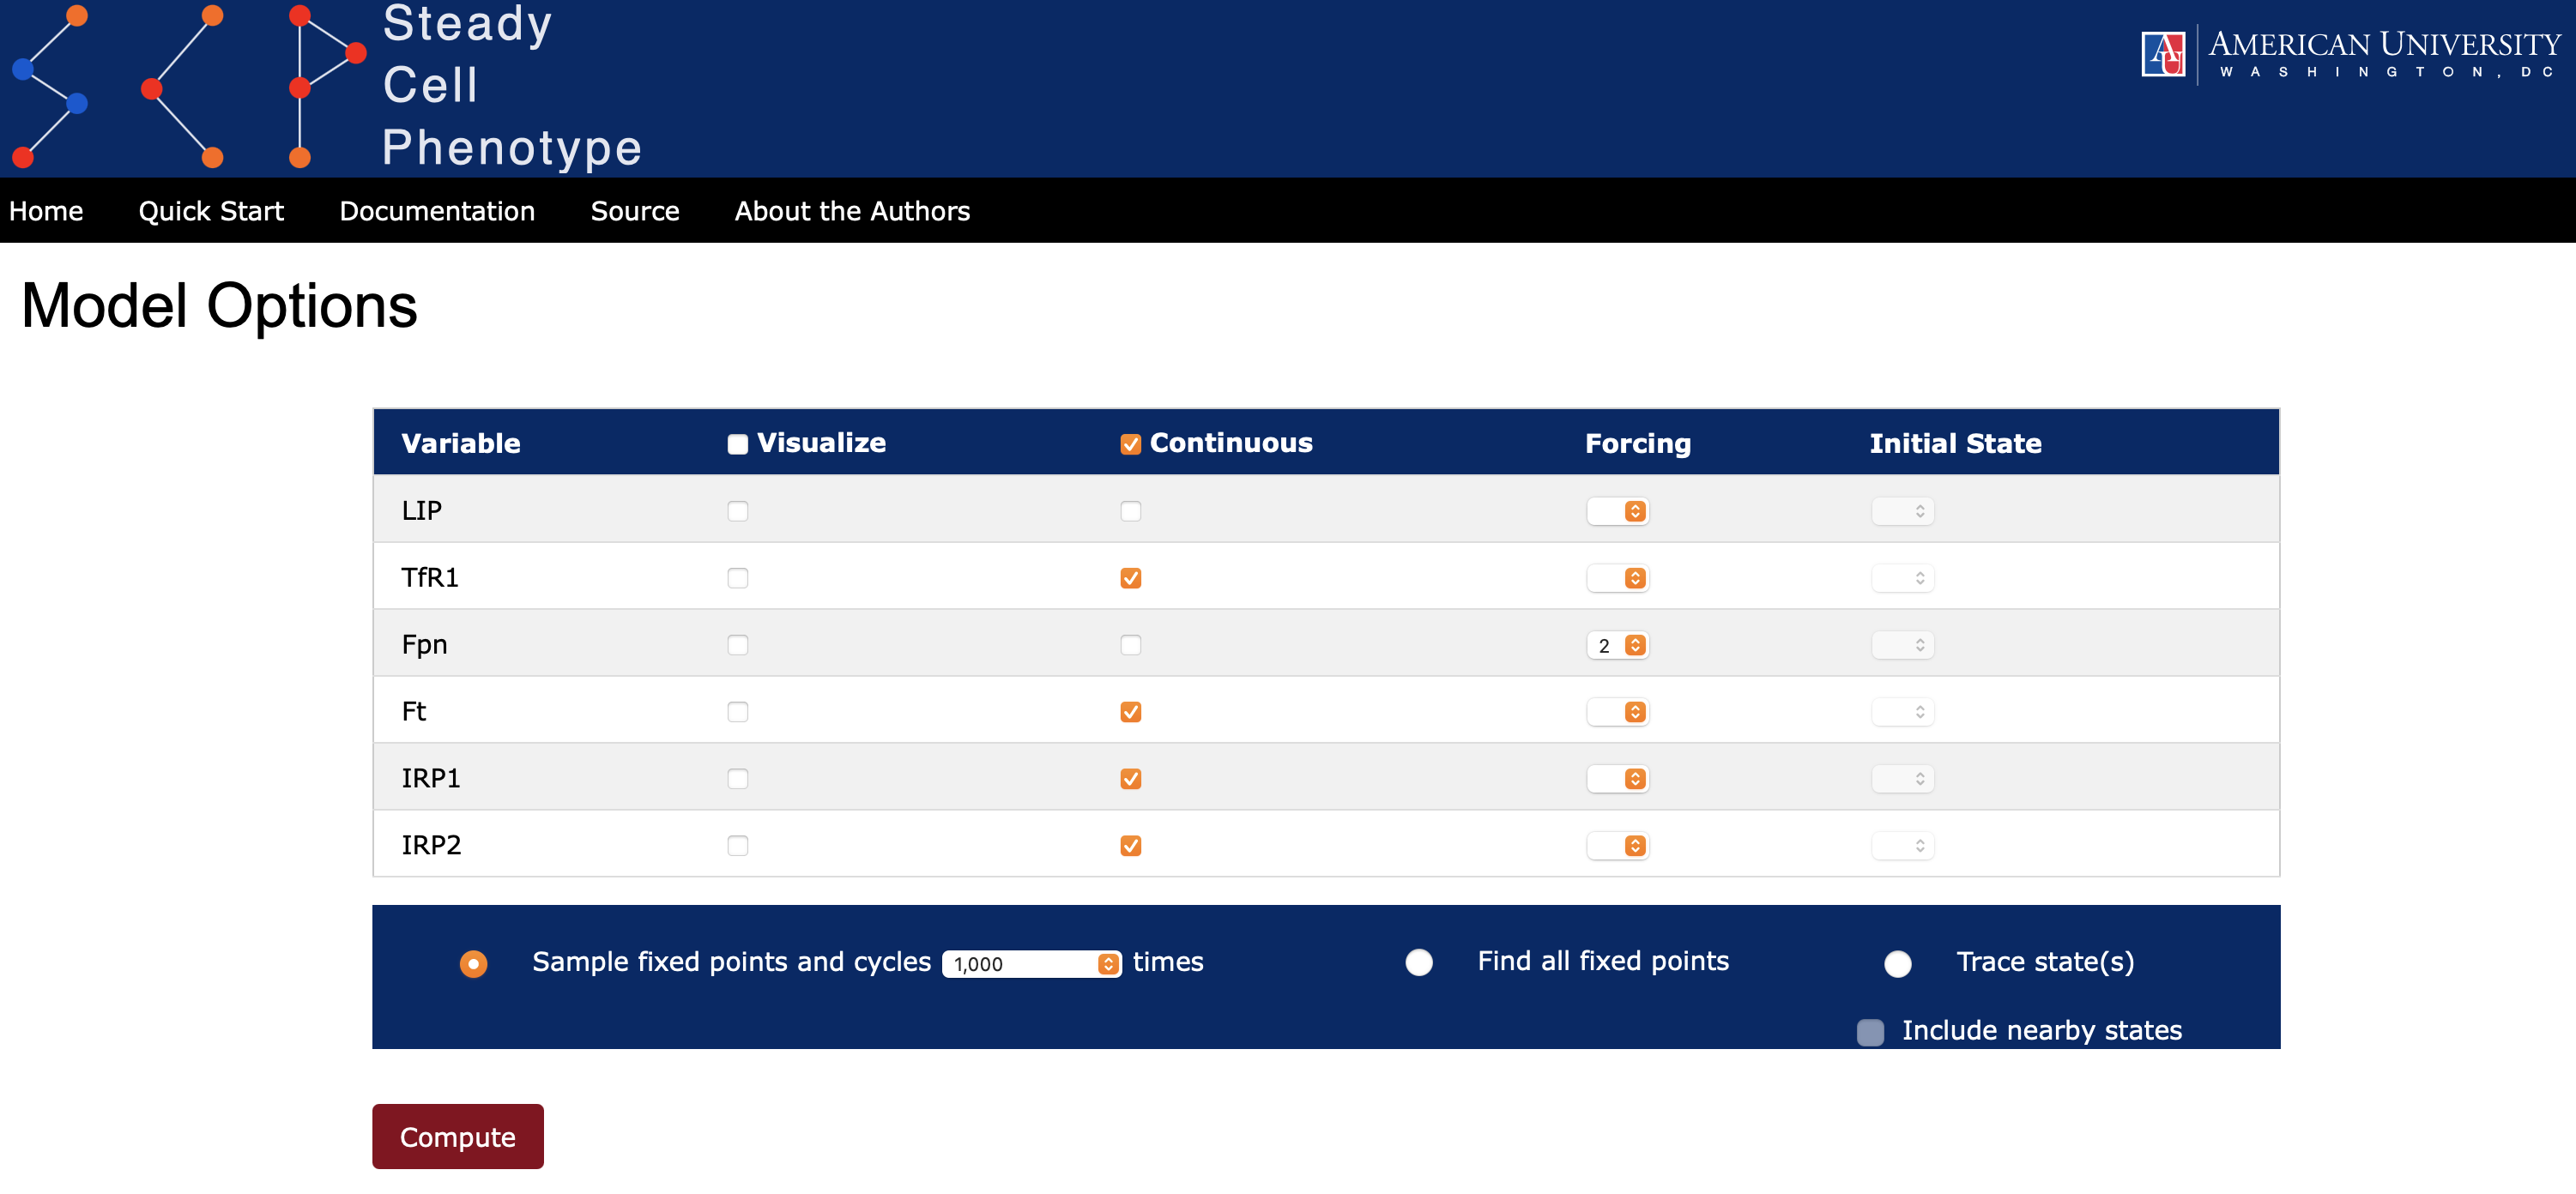 Steady
Cell
Phenotype
AU AMERICAN UNIVERSITY
WASHINGTON, DC
Home Quick Start Documentation Source About the Authors
Model Options
Variable Visualize Continuous Forcing Initial State
LIP
TfR1
Fpn 2
Ft
IRP1
IRP2
Sample fixed points and cycles 1,000 times Find all fixed points Trace state(s)
Include nearby states
Compute